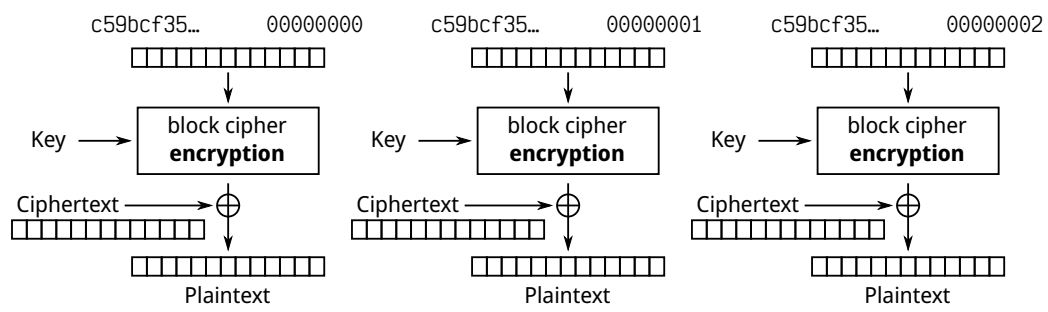 c59bcf35… 00000000 c59bcf35… 00000001 c59bcf35… 00000002
block cipher
encryption
block cipher
encryption
block cipher
encryption
Key
Key
Key
Ciphertext
Ciphertext
Ciphertext
Plaintext
Plaintext
Plaintext